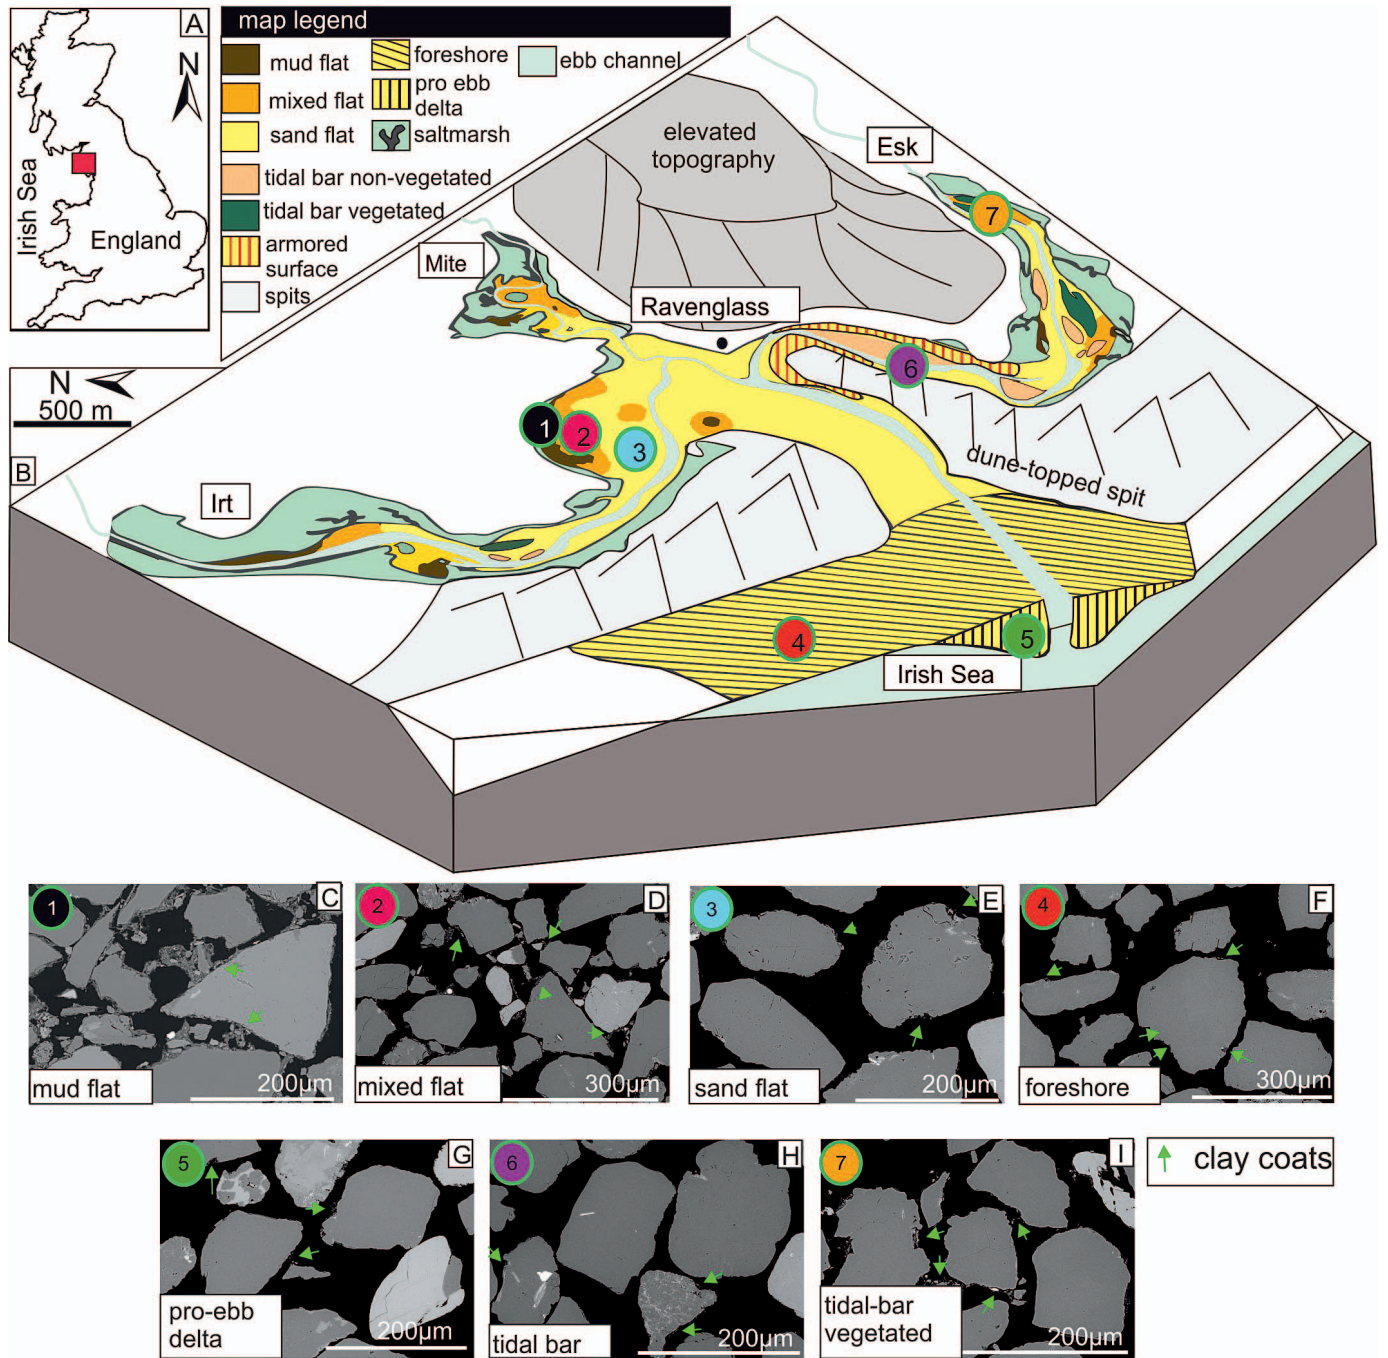 A
N
Irish Sea
England
map legend
mud flat
mixed flat
sand flat
tidal bar non-vegetated
tidal bar vegetated
armored
surface
spits
foreshore
pro ebb
delta
saltmarsh
ebb channel
elevated
topography
Esk
7
Mite
Ravenglass
6
N
500 m
B
1
2
3
dune-topped spit
Irt
4
5
Irish Sea
1
C
mud flat
200µm
2
D
mixed flat
300µm
3
E
sand flat
200µm
4
F
foreshore
300µm
5
G
pro-ebb
delta
200µm
6
H
tidal bar
200µm
7
I
tidal-bar
vegetated
200µm
clay coats